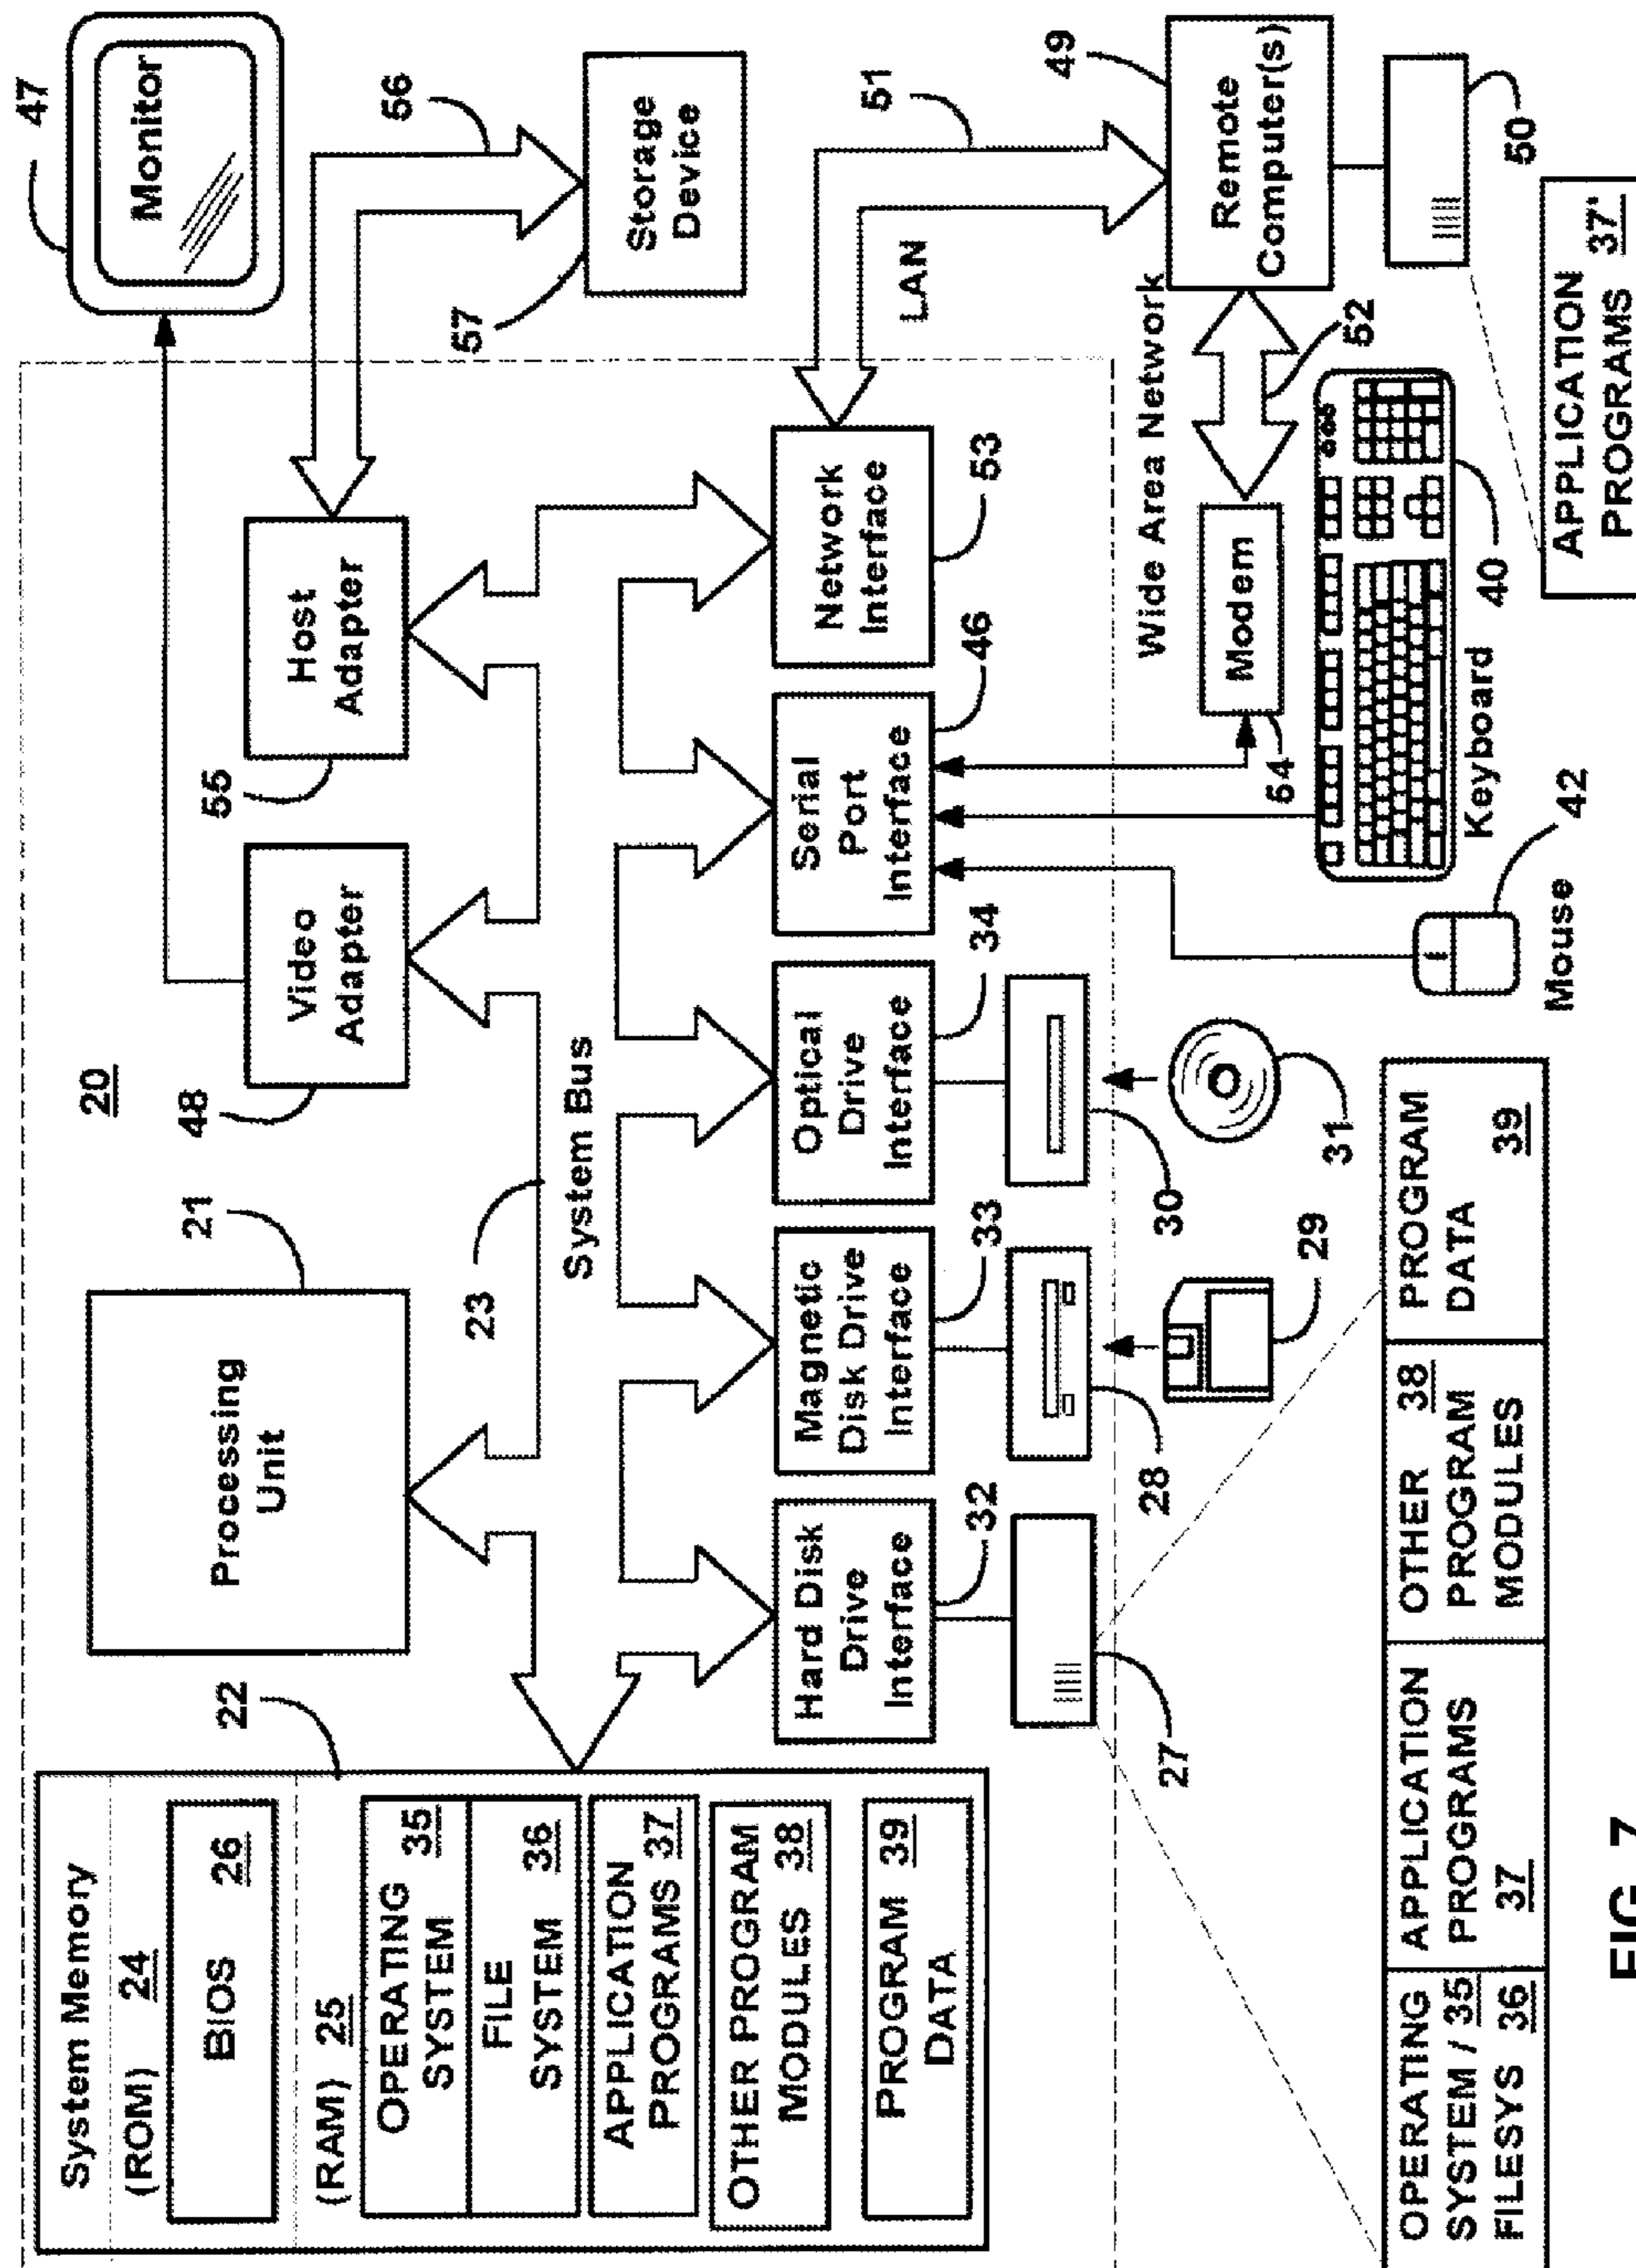 System Memory
(ROM) 24
BIOS 26
(RAM) 25
OPERATING
SYSTEM 35
FILE
SYSTEM 36
APPLICATION
PROGRAMS 37
OTHER PROGRAM
MODULES 38
PROGRAM 39
DATA
22
Processing
Unit
21
20
Video
Adapter
48
Host
Adapter
55
47
Monitor
56
57
Storage
Device
23
System Bus
Hard Disk
Drive
Interface
32
Magnetic
Disk Drive
Interface
33
Optical
Drive
Interface
34
Serial
Port
Interface
46
Network
Interface
53
LAN
51
49
Remote
Computer(s)
50
Wide Area Network
52
Modem
54
27
28
29
30
31
Mouse
42
Keyboard
40
OPERATING
SYSTEM / 35
FILESYS 36
APPLICATION
PROGRAMS
37
OTHER 38
PROGRAM
MODULES
PROGRAM
DATA
39
APPLICATION
PROGRAMS 37'
FIG 7